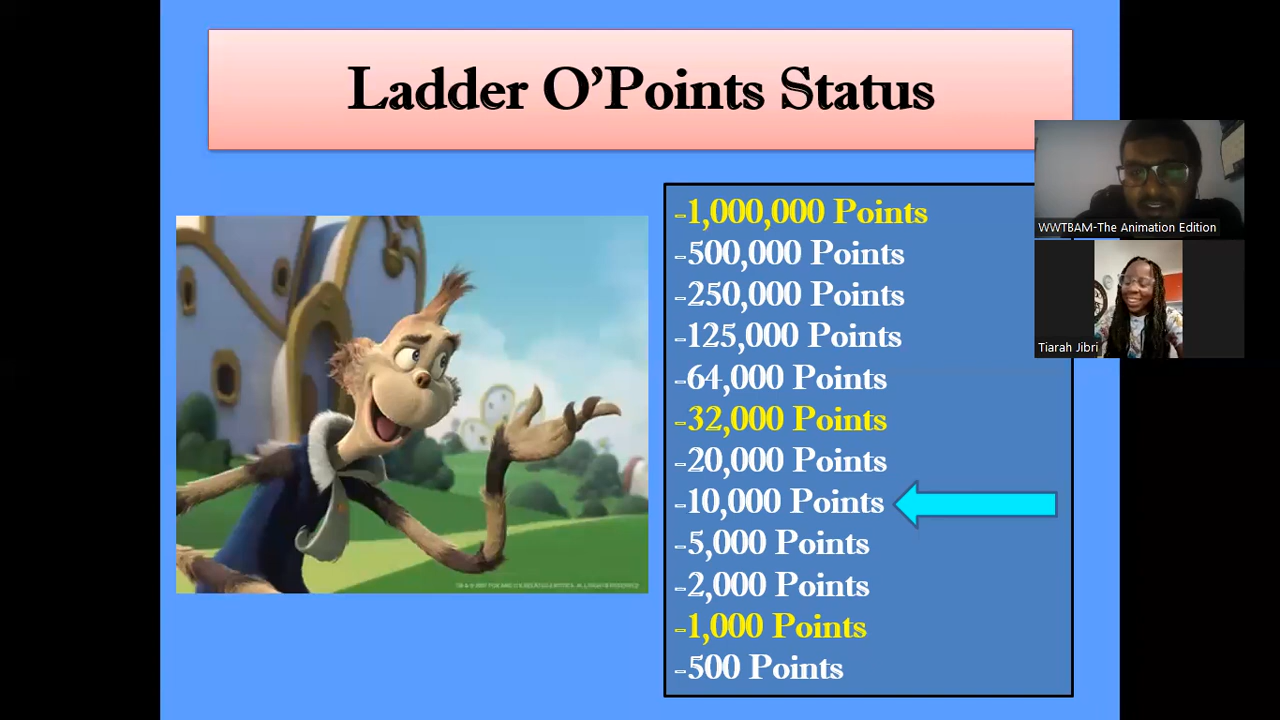 Ladder O'Points Status
-1,000,000 Points
-500,000 Points
-250,000 Points
-125,000 Points
-64,000 Points
-32,000 Points
-20,000 Points
-10,000 Points
-5,000 Points
-2,000 Points
-1,000 Points
-500 Points
WWTBAM-The Animation Edition
Tiarah Jibri